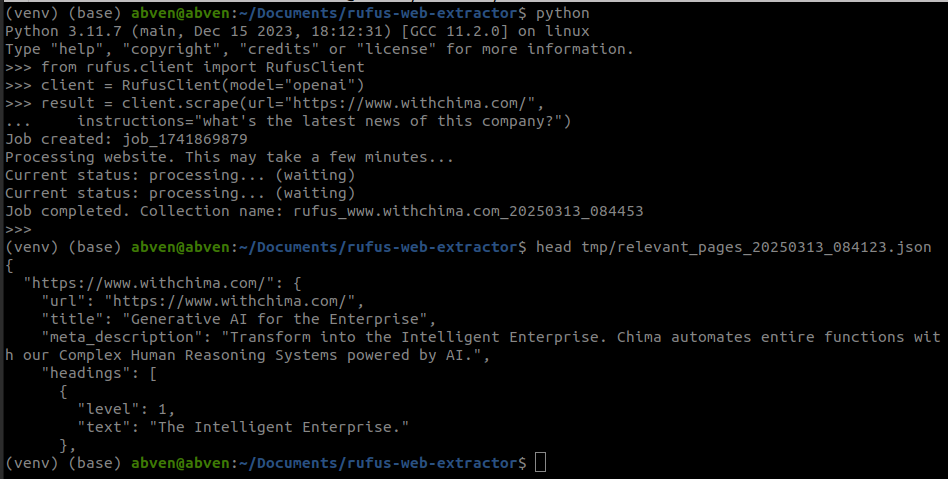 (venv) (base) abven@abven:~/Documents/rufus-web-extractor$ python
Python 3.11.7 (main, Dec 15 2023, 18:12:31) [GCC 11.2.0] on linux
Type "help", "copyright", "credits" or "license" for more information.
>>> from rufus.client import RufusClient
>>> client = RufusClient(model="openai")
>>> result = client.scrape(url="https://www.withchima.com/",
...     instructions="what's the latest news of this company?")
Job created: job_1741869879
Processing website. This may take a few minutes...
Current status: processing... (waiting)
Current status: processing... (waiting)
Job completed. Collection name: rufus_www.withchima.com_20250313_084453
>>>
(venv) (base) abven@abven:~/Documents/rufus-web-extractor$ head tmp/relevant_pages_20250313_084123.json
{
  "https://www.withchima.com/": {
    "url": "https://www.withchima.com/",
    "title": "Generative AI for the Enterprise",
    "meta_description": "Transform into the Intelligent Enterprise. China automates entire functions wit
h our Complex Human Reasoning Systems powered by AI.",
    "headings": [
      {
        "level": 1,
        "text": "The Intelligent Enterprise."
      },
(venv) (base) abven@abven:~/Documents/rufus-web-extractor$